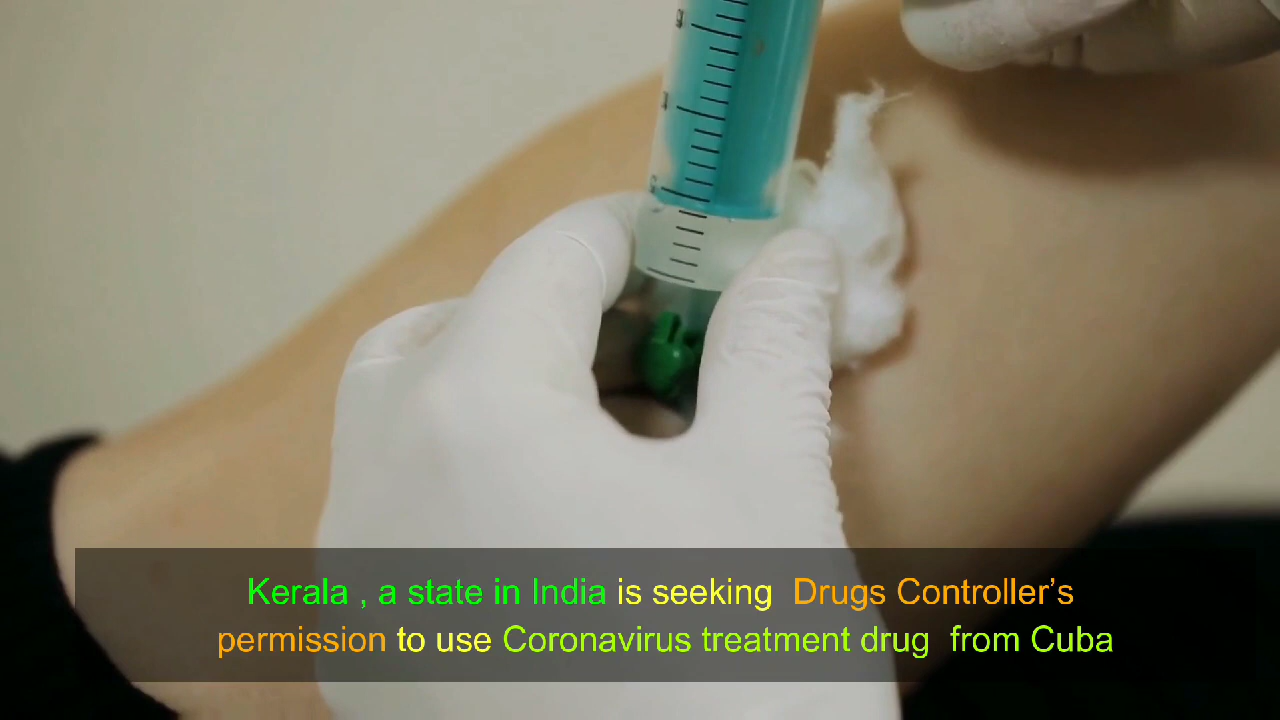 Kerala , a state in India is seeking  Drugs Controller’s
permission to use Coronavirus treatment drug  from Cuba